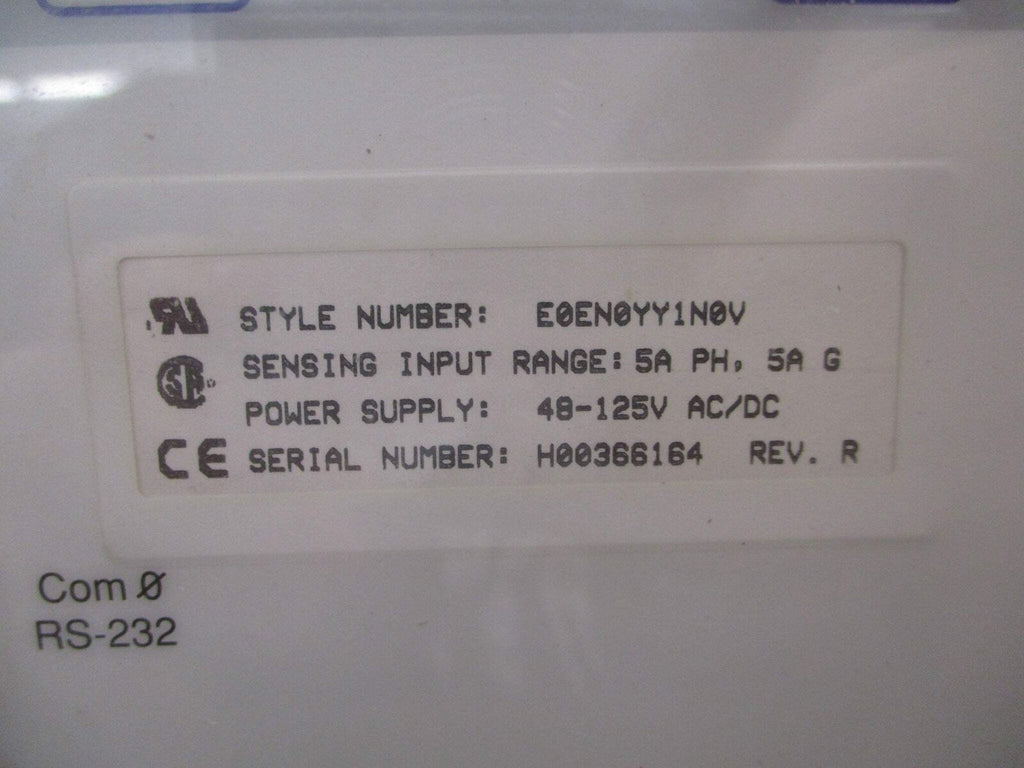 STYLE NUMBER: E0EN0YY1N0V
SENSING INPUT RANGE: 5A PH, 5A G
POWER SUPPLY: 48-125V AC/DC
SERIAL NUMBER: H00366164 REV. R
Com 0
RS-232